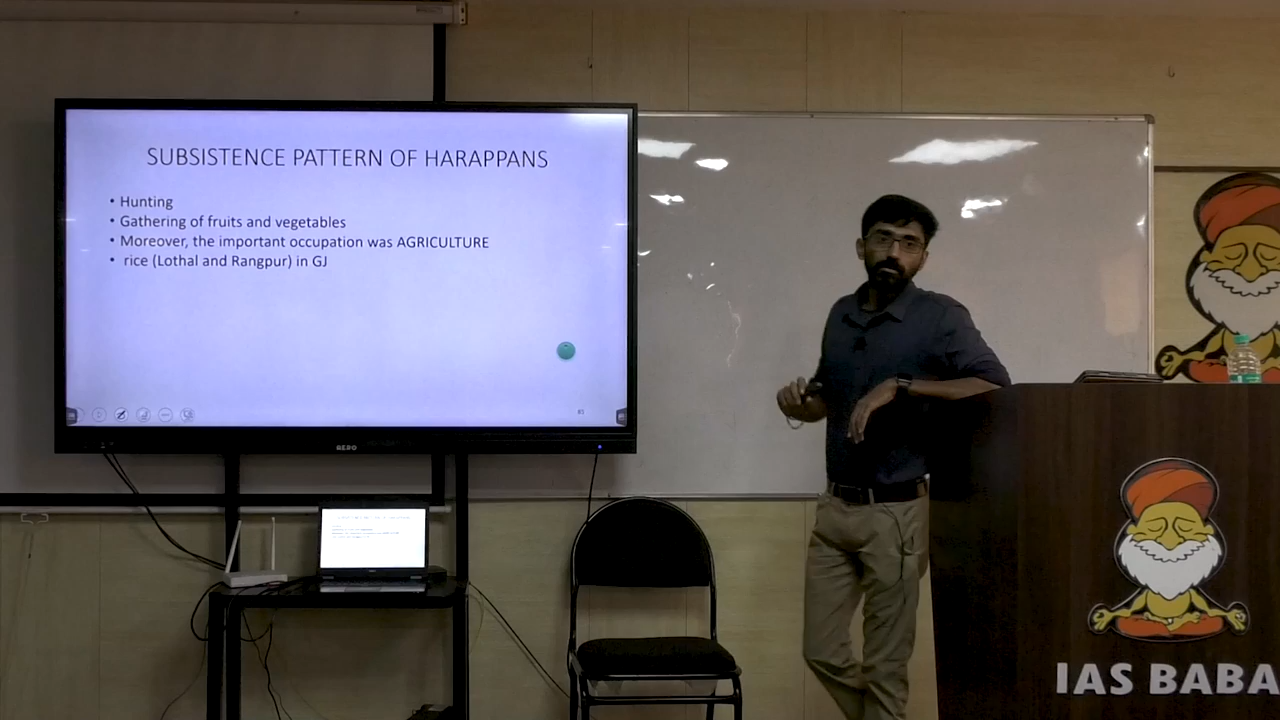 SUBSISTENCE PATTERN OF HARAPPANS
• Hunting
• Gathering of fruits and vegetables
• Moreover, the important occupation was AGRICULTURE
• rice (Lothal and Rangpur) in GJ
IAS BABA